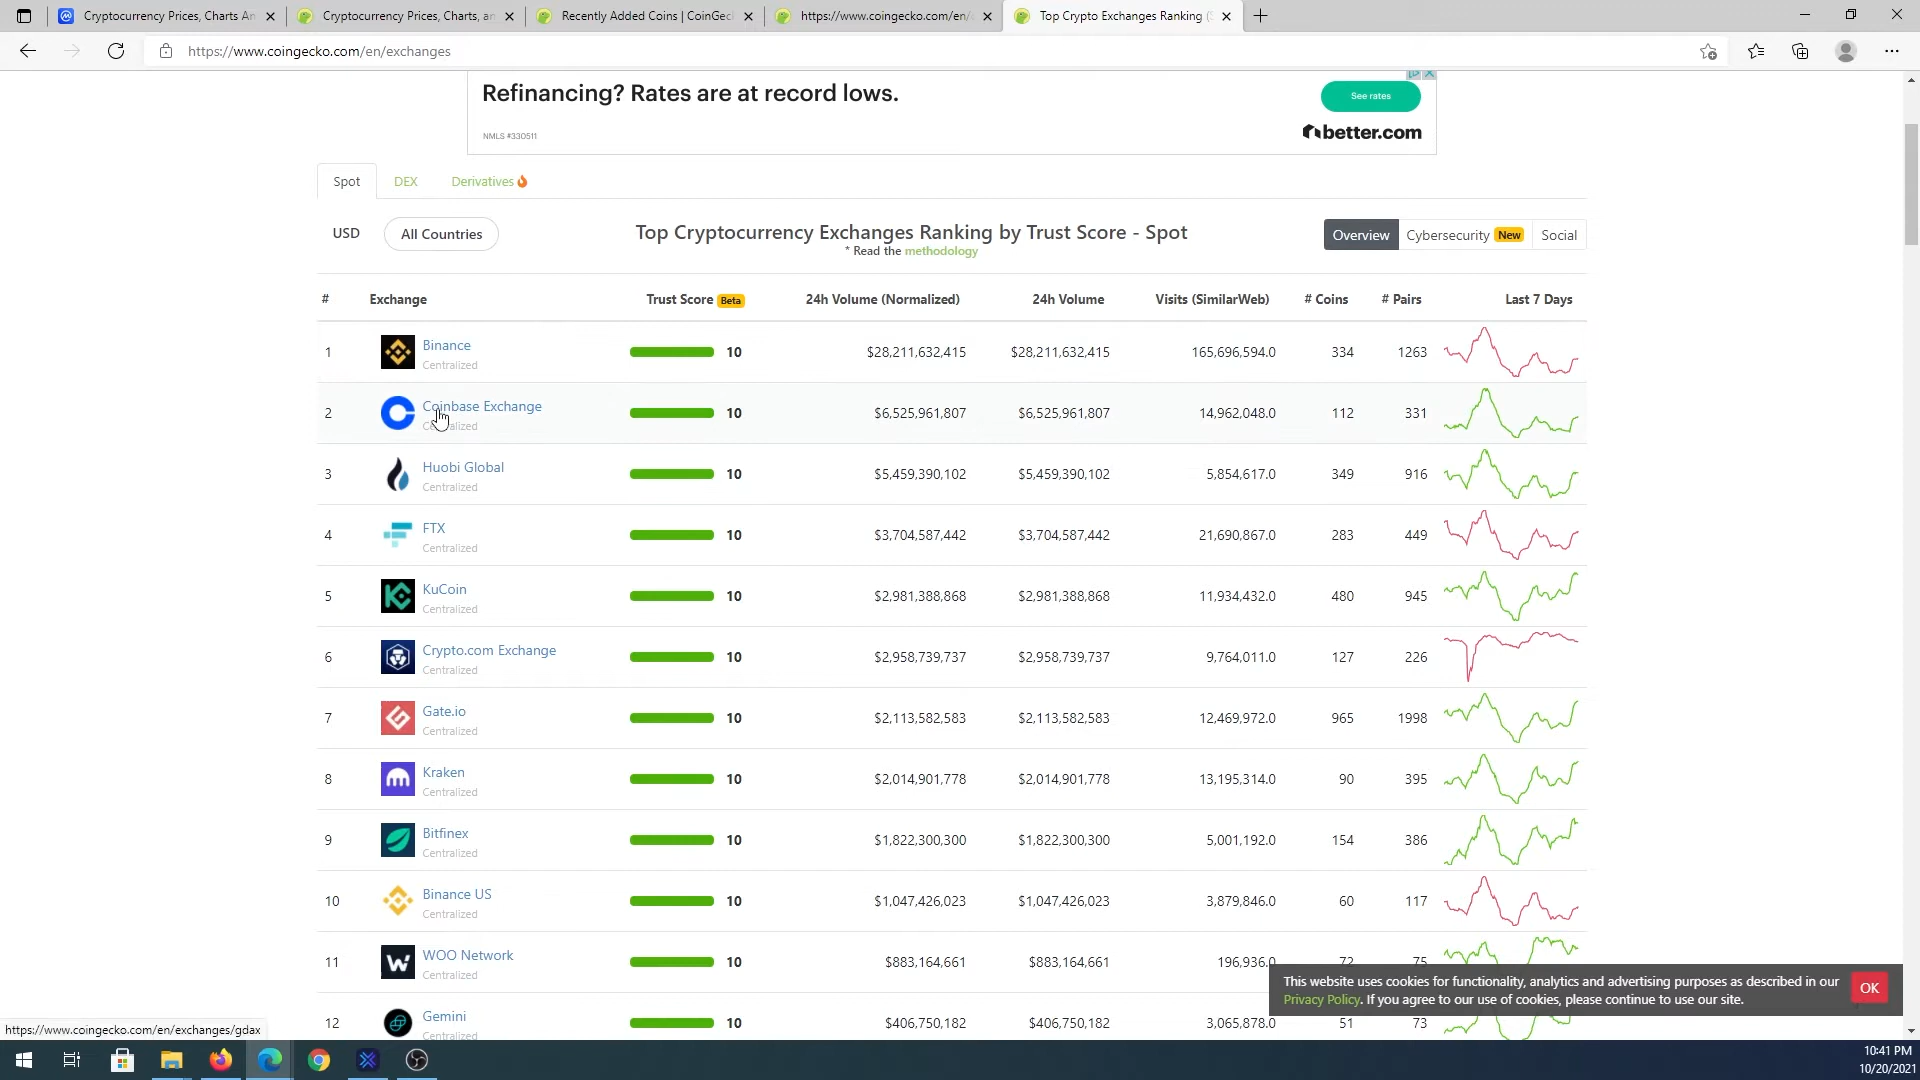 Cryptocurrency Prices, Charts An
Cryptocurrency Prices, Charts, an
Recently Added Coins | CoinGec
https://www.coingecko.com/en/
Top Crypto Exchanges Ranking (S
https://www.coingecko.com/en/exchanges
Refinancing? Rates are at record lows.
See rates
NMLS #330511
better.com
Spot DEX Derivatives
USD All Countries
Top Cryptocurrency Exchanges Ranking by Trust Score - Spot
* Read the methodology
Overview Cybersecurity New Social
# Exchange Trust Score Beta 24h Volume (Normalized) 24h Volume Visits (SimilarWeb) # Coins # Pairs Last 7 Days
1 Binance 10 $28,211,632,415 $28,211,632,415 165,696,594.0 334 1263
Centralized
2 Coinbase Exchange 10 $6,525,961,807 $6,525,961,807 14,962,048.0 112 331
Centralized
3 Huobi Global 10 $5,459,390,102 $5,459,390,102 5,854,617.0 349 916
Centralized
4 FTX 10 $3,704,587,442 $3,704,587,442 21,690,867.0 283 449
Centralized
5 KuCoin 10 $2,981,388,868 $2,981,388,868 11,934,432.0 480 945
Centralized
6 Crypto.com Exchange 10 $2,958,739,737 $2,958,739,737 9,764,011.0 127 226
Centralized
7 Gate.io 10 $2,113,582,583 $2,113,582,583 12,469,972.0 965 1998
Centralized
8 Kraken 10 $2,014,901,778 $2,014,901,778 13,195,314.0 90 395
Centralized
9 Bitfinex 10 $1,822,300,300 $1,822,300,300 5,001,192.0 154 386
Centralized
10 Binance US 10 $1,047,426,023 $1,047,426,023 3,879,846.0 60 117
Centralized
11 WOO Network 10 $883,164,661 $883,164,661 196,936.0 72 75
Centralized
12 Gemini 10 $406,750,182 $406,750,182 3,065,878.0 51 73
Centralized
This website uses cookies for functionality, analytics and advertising purposes as described in our
Privacy Policy. If you agree to our use of cookies, please continue to use our site.
OK
https://www.coingecko.com/en/exchanges/gdax
10:41 PM
10/20/2021